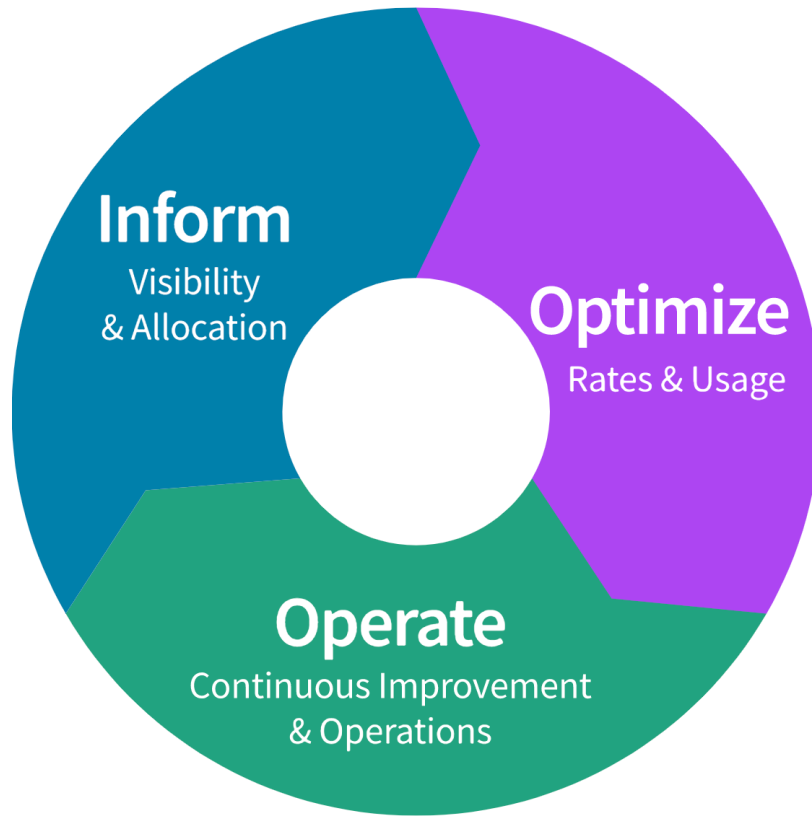 Inform
Visibility
& Allocation
Optimize
Rates & Usage
Operate
Continuous Improvement
& Operations